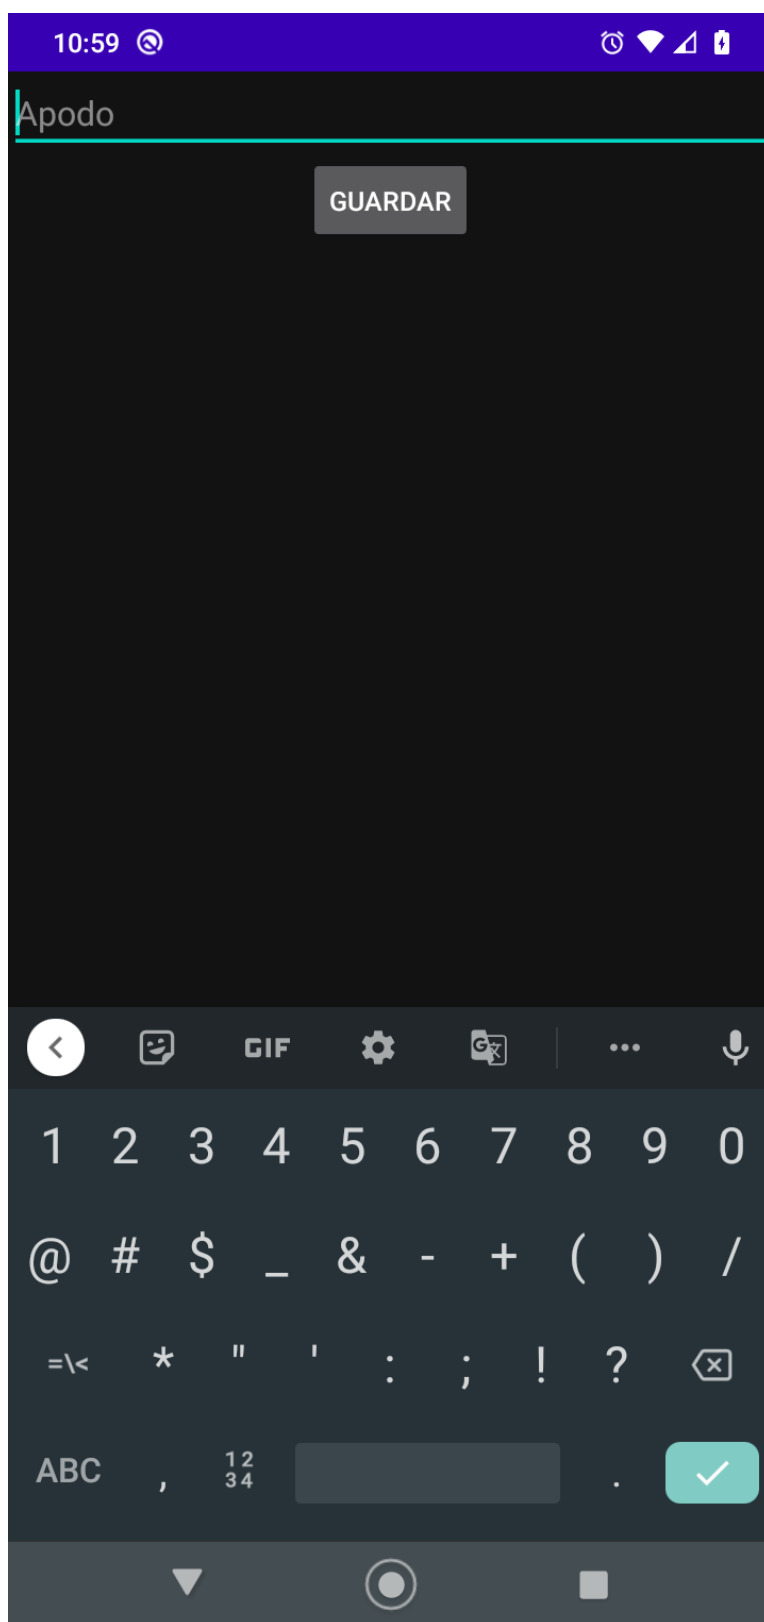 10:59
Apodo
GUARDAR
GIF
1 2 3 4 5 6 7 8 9 0
@ # $ _ & - + ( ) /
=\< * " ' : ; ! ?
ABC , 12 34 .